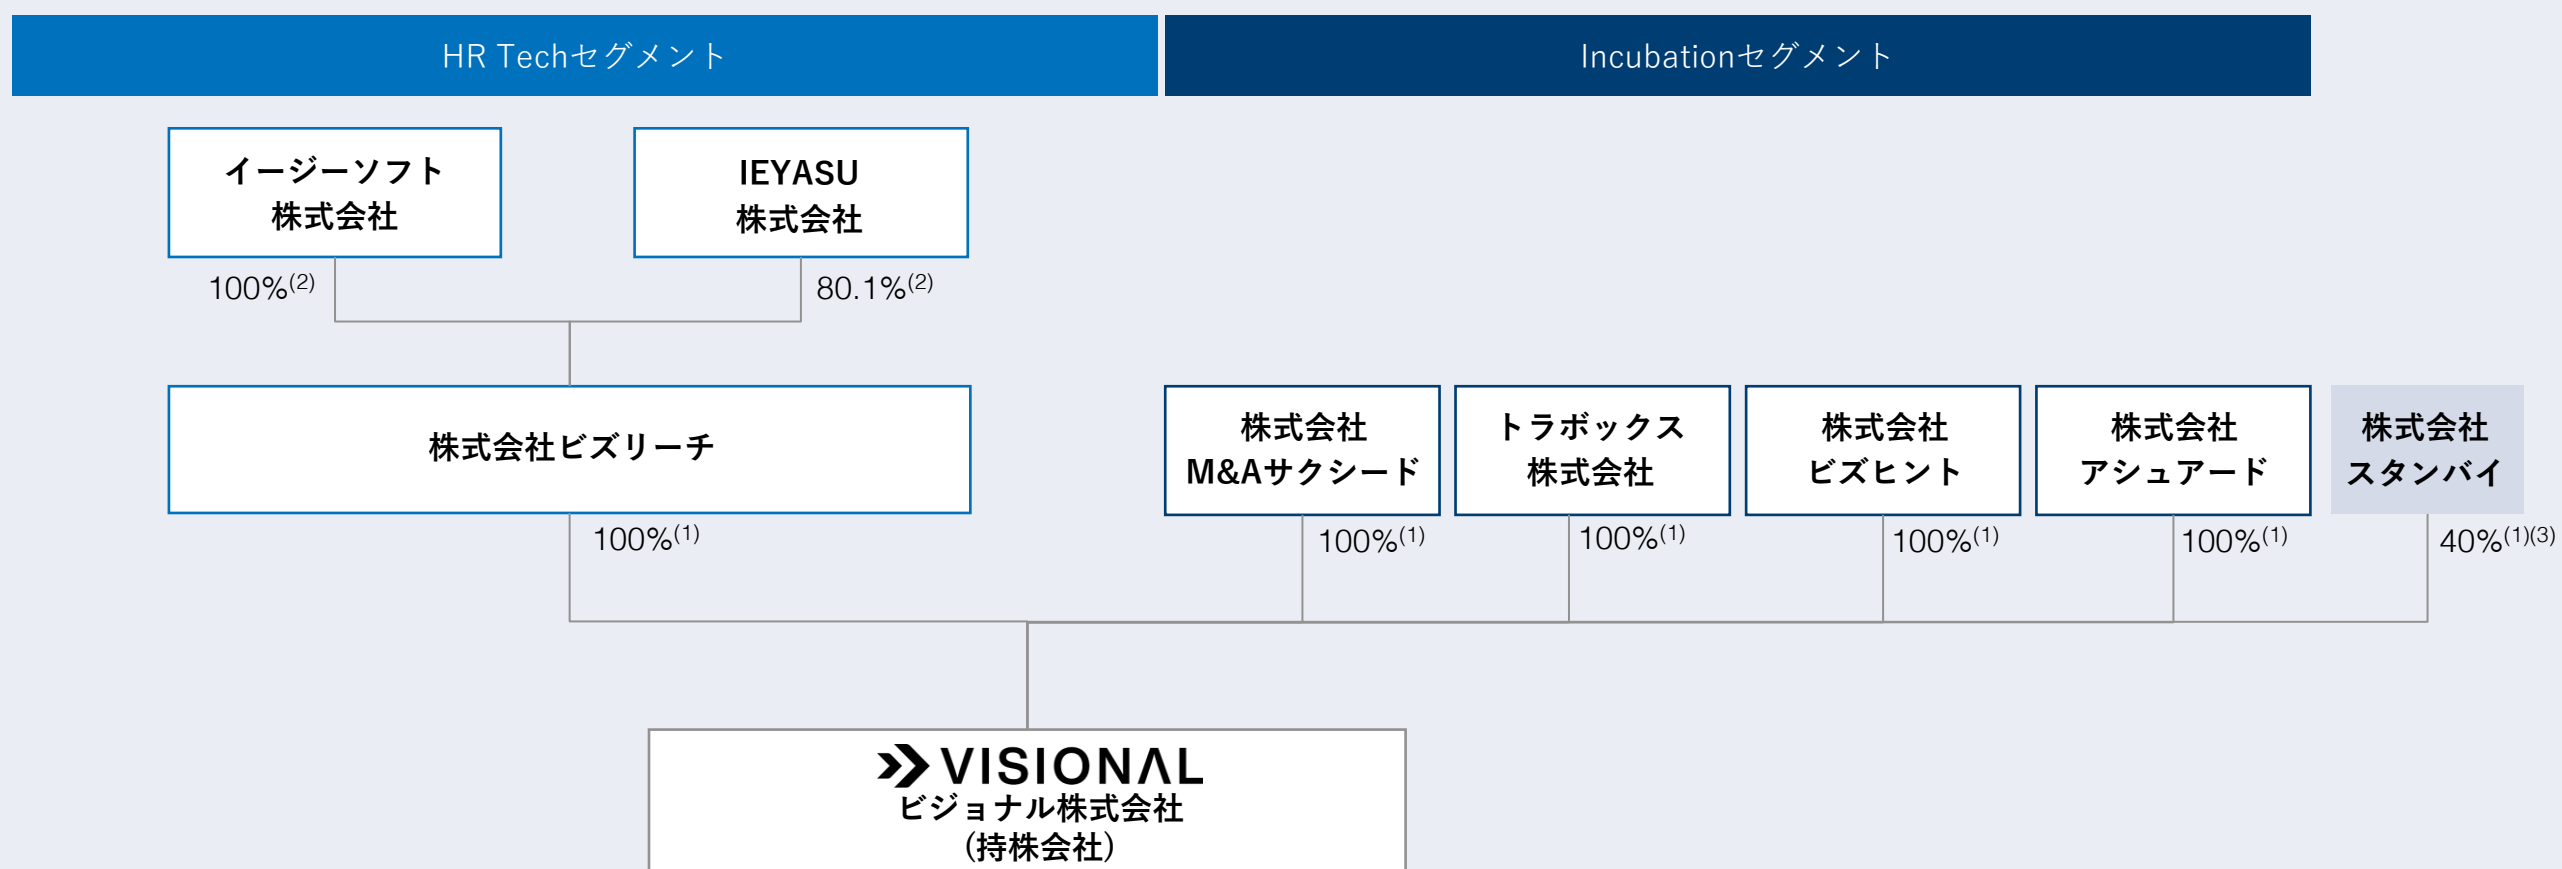 HR Techセグメント
Incubationセグメント
イージーソフト
株式会社
IEYASU
株式会社
100%(2)
80.1%(2)
株式会社ビズリーチ
株式会社
M&Aサクシード
トラボックス
株式会社
株式会社
ビズヒント
株式会社
アシュアード
株式会社
スタンバイ
100%(1)
100%(1)
100%(1)
100%(1)
100%(1)
40%(1)(3)
VISIONAL
ビジョナル株式会社
(持株会社)